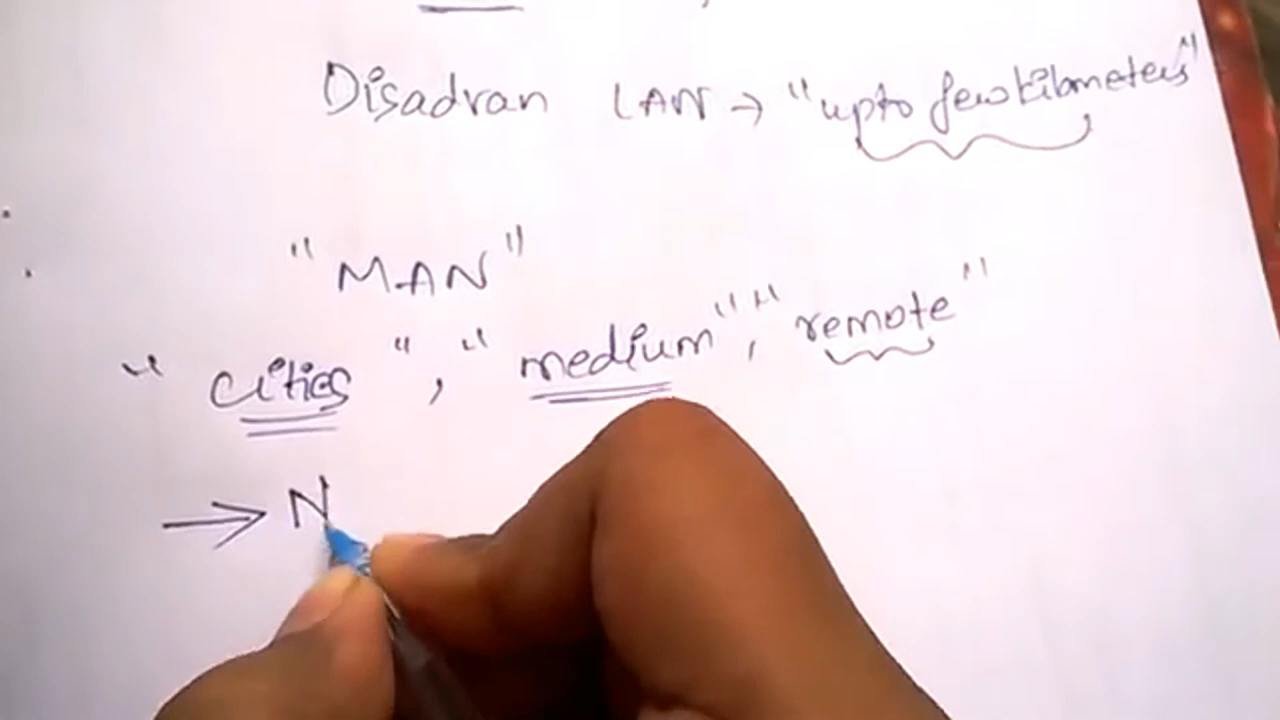 Disadvan LAN → "upto few kilometers"
"MAN"
"cities", "medium", "remote"
→ N